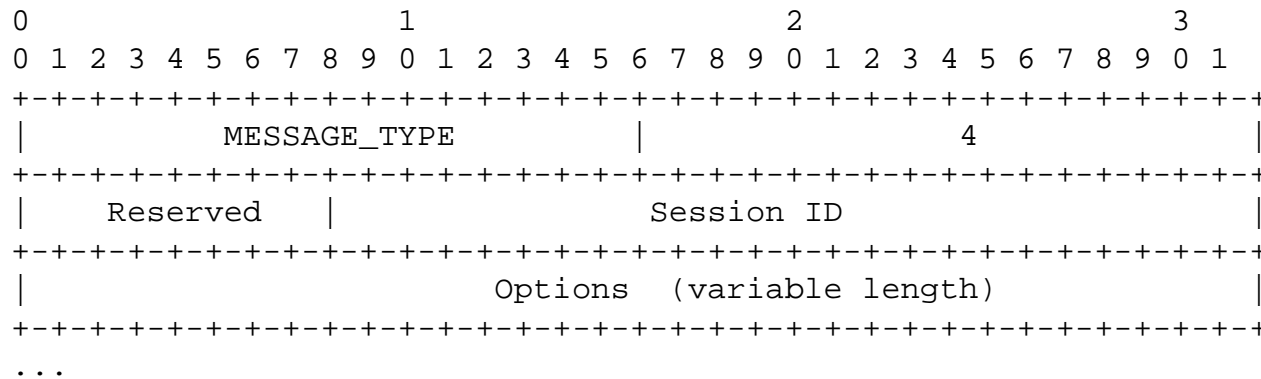 0                   1                   2                   3
0 1 2 3 4 5 6 7 8 9 0 1 2 3 4 5 6 7 8 9 0 1 2 3 4 5 6 7 8 9 0 1
+-+-+-+-+-+-+-+-+-+-+-+-+-+-+-+-+-+-+-+-+-+-+-+-+-+-+-+-+-+-+-+-+
|          MESSAGE_TYPE         |               4              |
+-+-+-+-+-+-+-+-+-+-+-+-+-+-+-+-+-+-+-+-+-+-+-+-+-+-+-+-+-+-+-+-+
|    Reserved   |                Session ID                    |
+-+-+-+-+-+-+-+-+-+-+-+-+-+-+-+-+-+-+-+-+-+-+-+-+-+-+-+-+-+-+-+-+
|                        Options  (variable length)            |
+-+-+-+-+-+-+-+-+-+-+-+-+-+-+-+-+-+-+-+-+-+-+-+-+-+-+-+-+-+-+-+-+
...